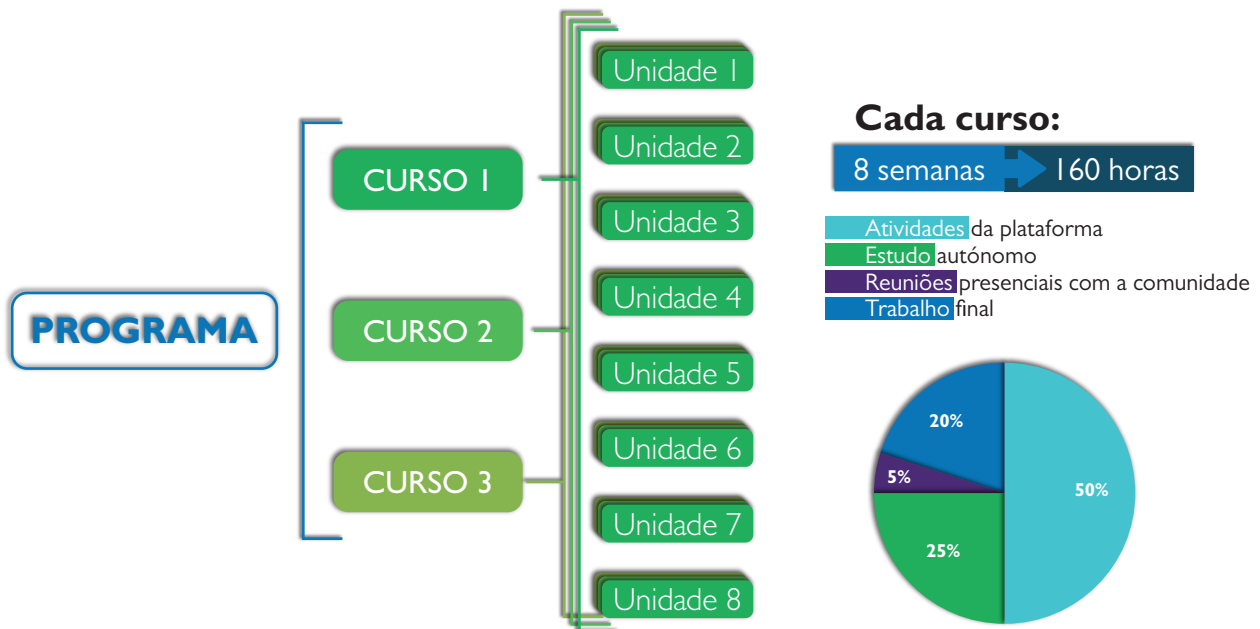 PROGRAMA
CURSO 1
CURSO 2
CURSO 3
Unidade 1
Unidade 2
Unidade 3
Unidade 4
Unidade 5
Unidade 6
Unidade 7
Unidade 8
Cada curso:
8 semanas 160 horas
Atividades da plataforma
Estudo autónomo
Reuniões presenciais com a comunidade
Trabalho final
20%
5%
50%
25%